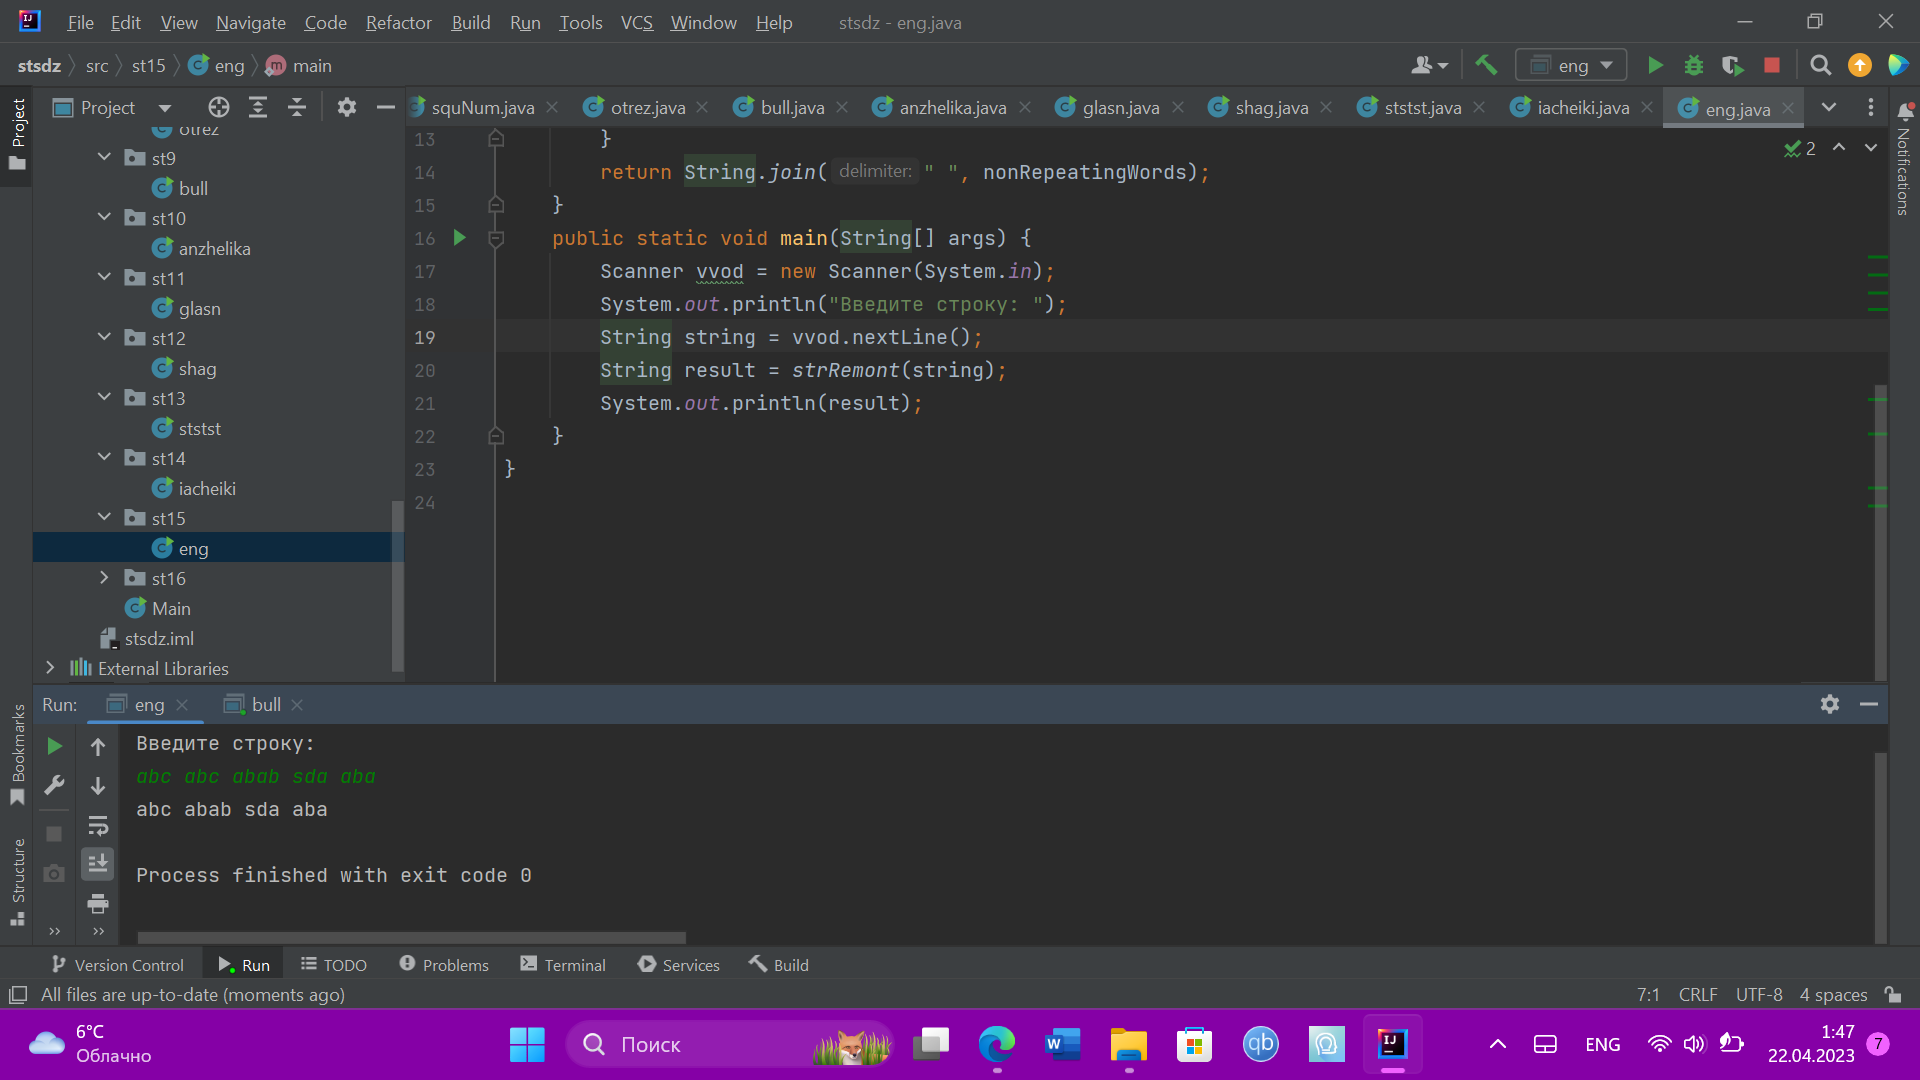 File Edit View Navigate Code Refactor Build Run Tools VCS Window Help stsdz - eng.java
stsdz src st15 eng main eng
Project squNum.java otrez.java bull.java anzhelika.java glasn.java shag.java ststst.java iacheiki.java eng.java
Project
Notifications
otrez
st9
bull
st10
anzhelika
st11
glasn
st12
shag
st13
ststst
st14
iacheiki
st15
eng
st16
Main
stsdz.iml
External Libraries
2
13 }
14 return String.join( delimiter: " ", nonRepeatingWords);
15 }
16 public static void main(String[] args) {
17 Scanner vvod = new Scanner(System.in);
18 System.out.println("Введите строку: ");
19 String string = vvod.nextLine();
20 String result = strRemont(string);
21 System.out.println(result);
22 }
23 }
24
Run: eng bull
Bookmarks
Structure
Введите строку:
abc abc abab sda aba
abc abab sda aba
Process finished with exit code 0
Version Control Run TODO Problems Terminal Services Build
All files are up-to-date (moments ago) 7:1 CRLF UTF-8 4 spaces
6°C
Облачно
Поиск
ENG
1:47
22.04.2023
7